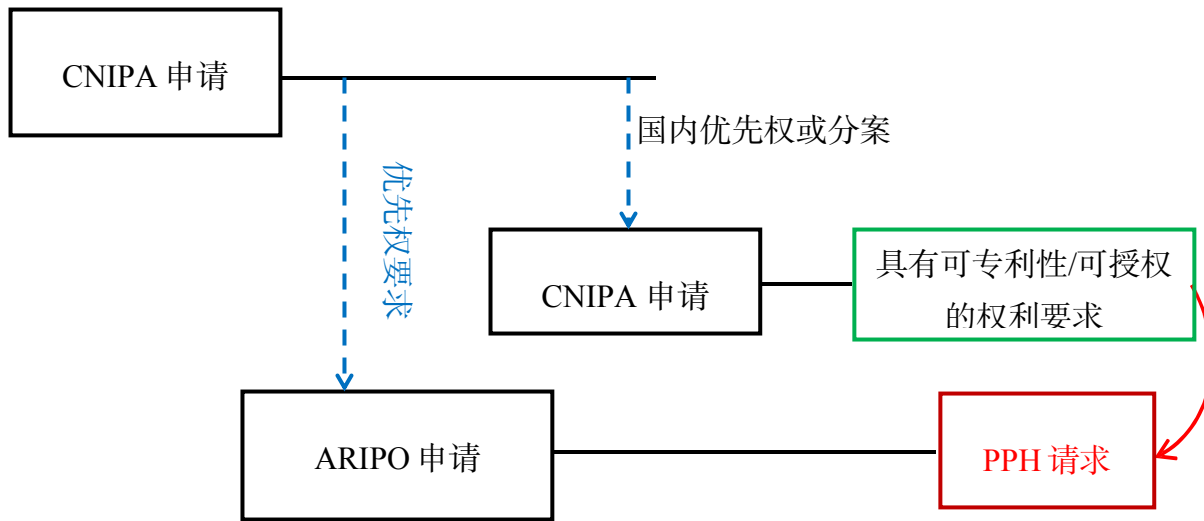 CNIPA 申请
国内优先权或分案
优先权要求
CNIPA 申请
具有可专利性/可授权
的权利要求
ARIPO 申请
PPH 请求